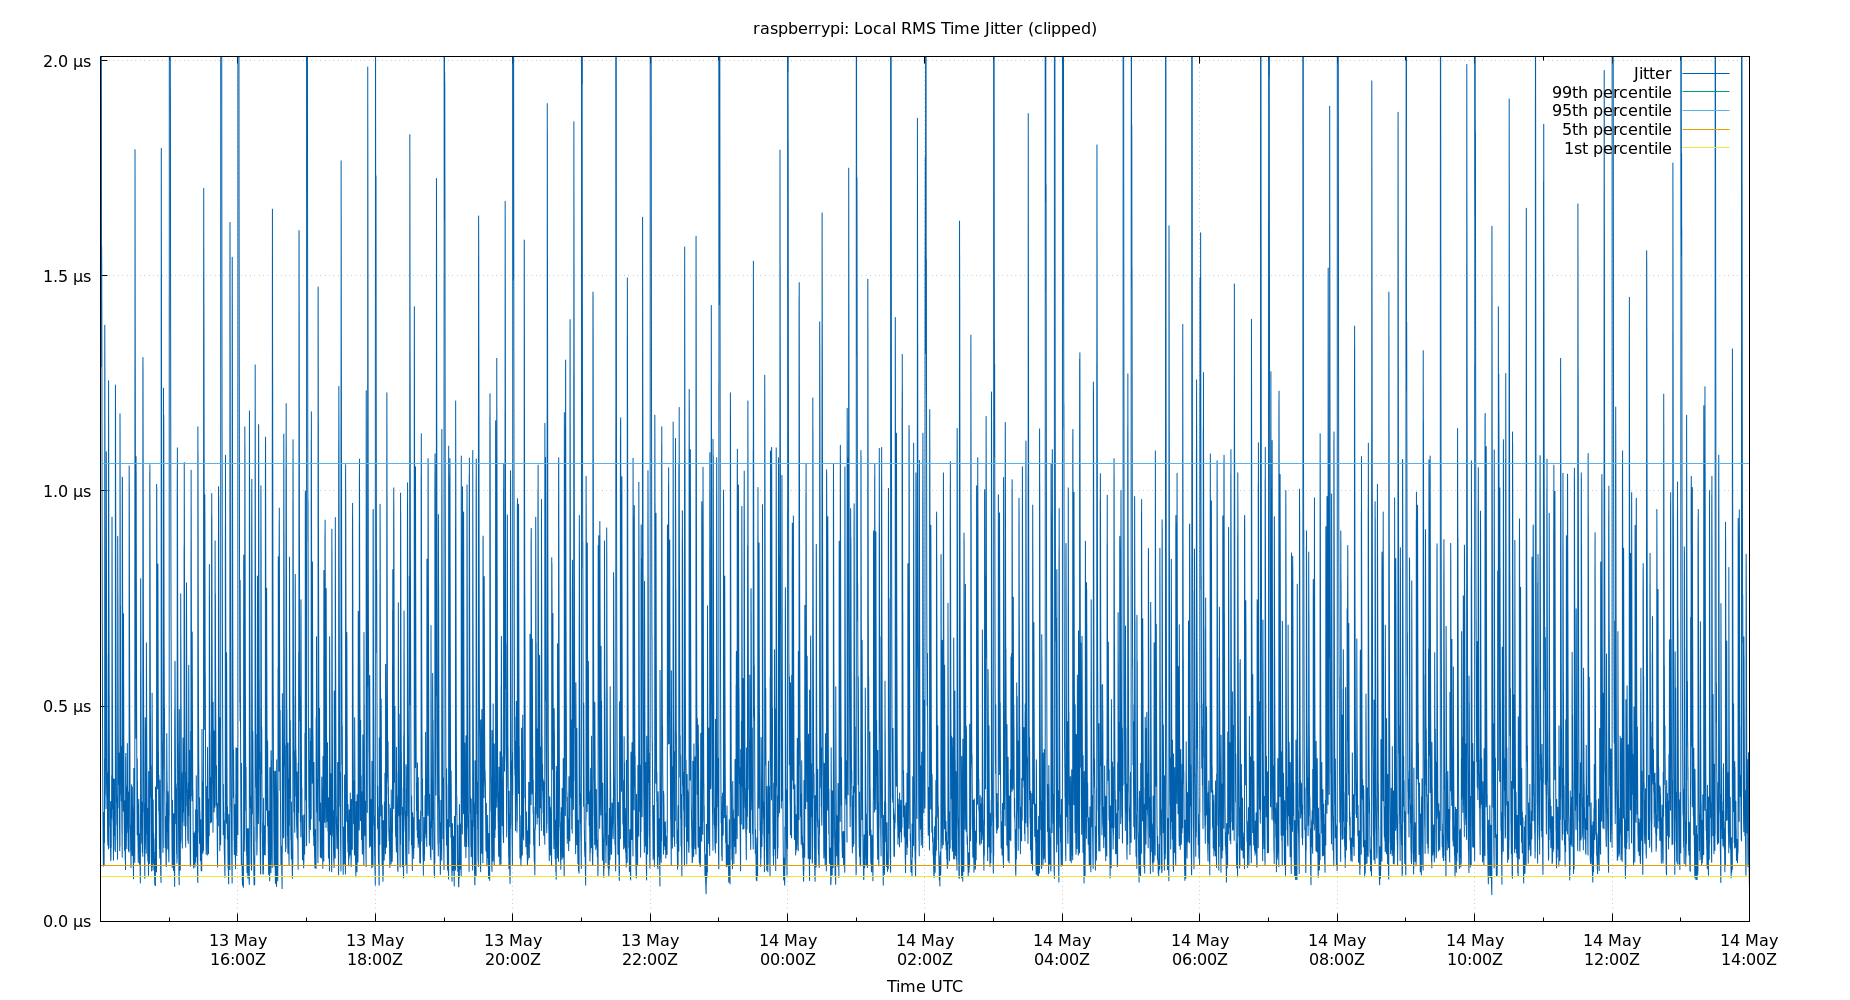 raspberrypi: Local RMS Time Jitter (clipped)
2.0 µs
1.5 µs
1.0 µs
0.5 µs
0.0 µs
Jitter
99th percentile
95th percentile
5th percentile
1st percentile
13 May 13 May 13 May 13 May 14 May 14 May 14 May 14 May 14 May 14 May 14 May 14 May
16:00Z 18:00Z 20:00Z 22:00Z 00:00Z 02:00Z 04:00Z 06:00Z 08:00Z 10:00Z 12:00Z 14:00Z
Time UTC